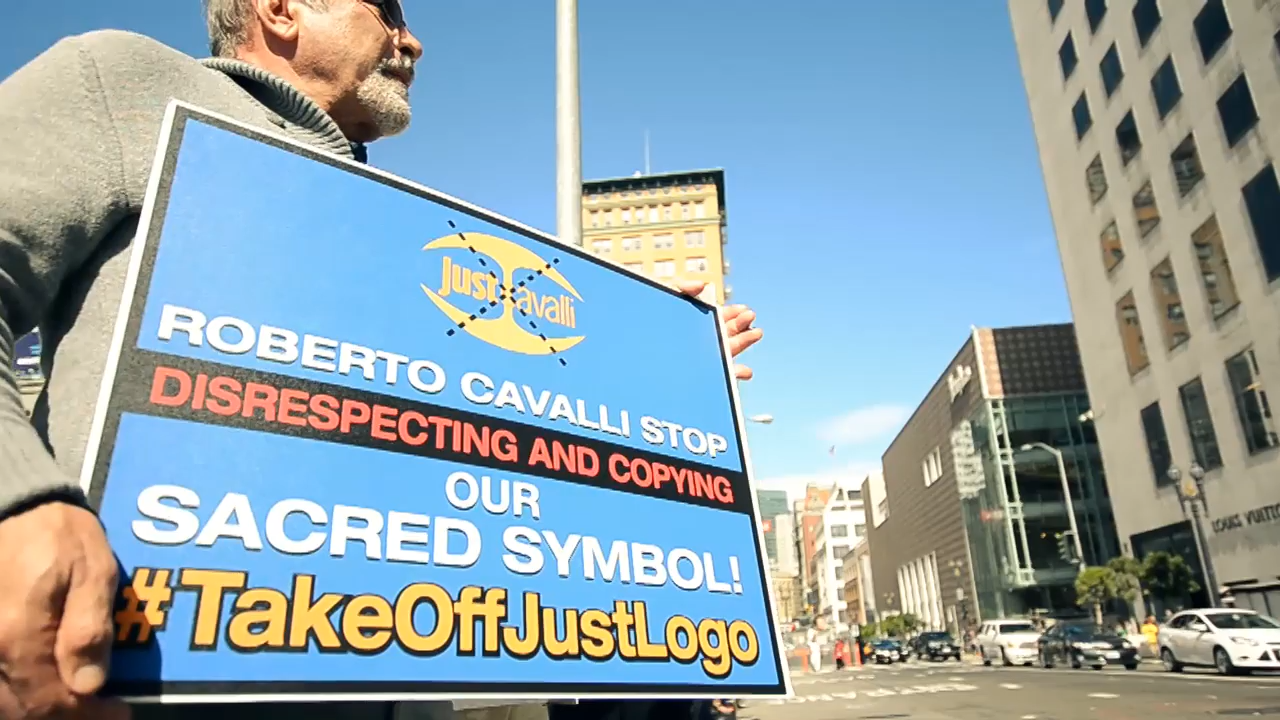 Just Cavalli
ROBERTO CAVALLI STOP
DISRESPECTING AND COPYING
OUR
SACRED SYMBOL!
#TakeOffJustLogo
LOUIS VUITTON